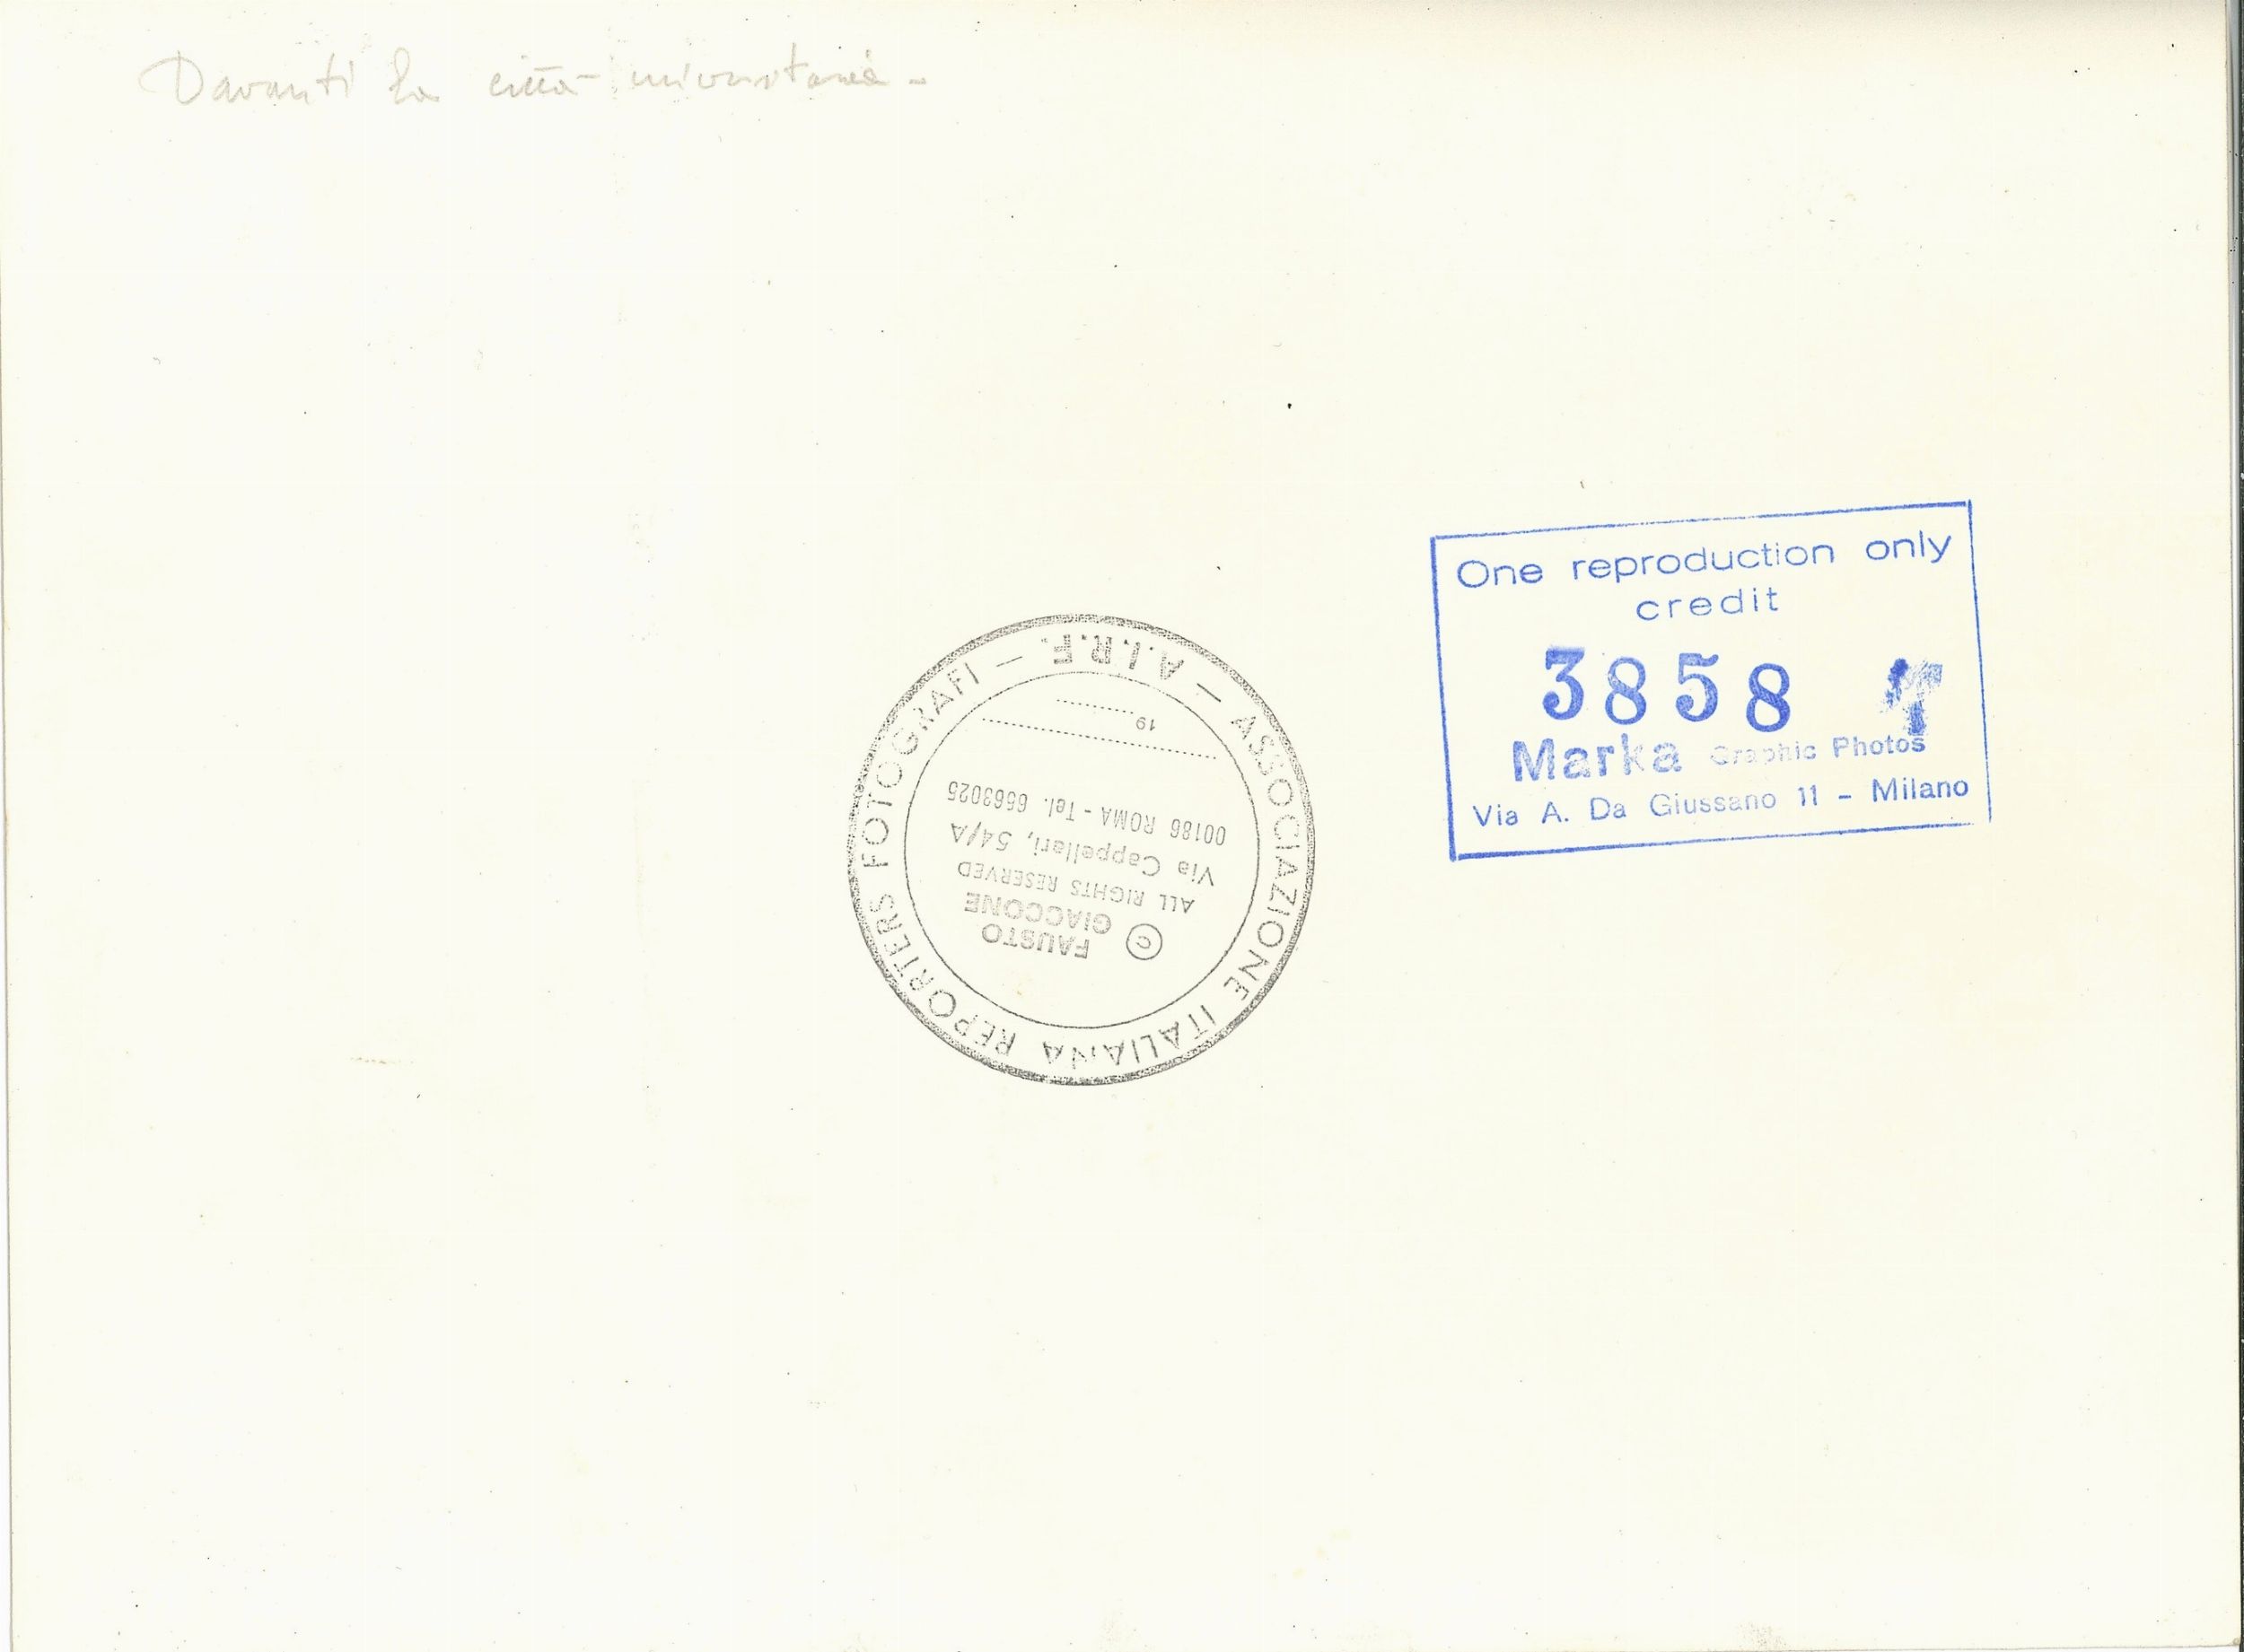 Davanti la città universitaria -
One reproduction only
credit
3858
Marka Graphic Photos
Via A. Da Giussano 11 - Milano
A.I.R.F. — ASSOCIAZIONE ITALIANA REPORTERS FOTOGRAFI —
© FAUSTO
GIACCONE
ALL RIGHTS RESERVED
Via Cappellari, 54/A
00186 ROMA - Tel. 6563025
19